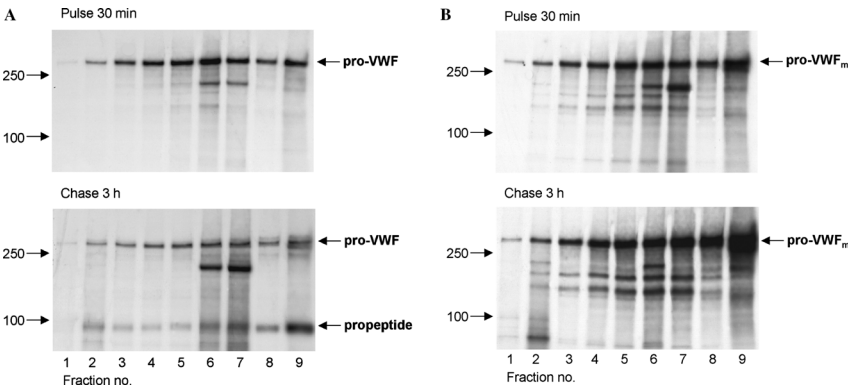 A
Pulse 30 min
250
100
pro-VWF
Chase 3 h
250
100
pro-VWF
propeptide
1 2 3 4 5 6 7 8 9
Fraction no.
B
Pulse 30 min
250
100
pro-VWFm
Chase 3 h
250
100
pro-VWFm
1 2 3 4 5 6 7 8 9
Fraction no.